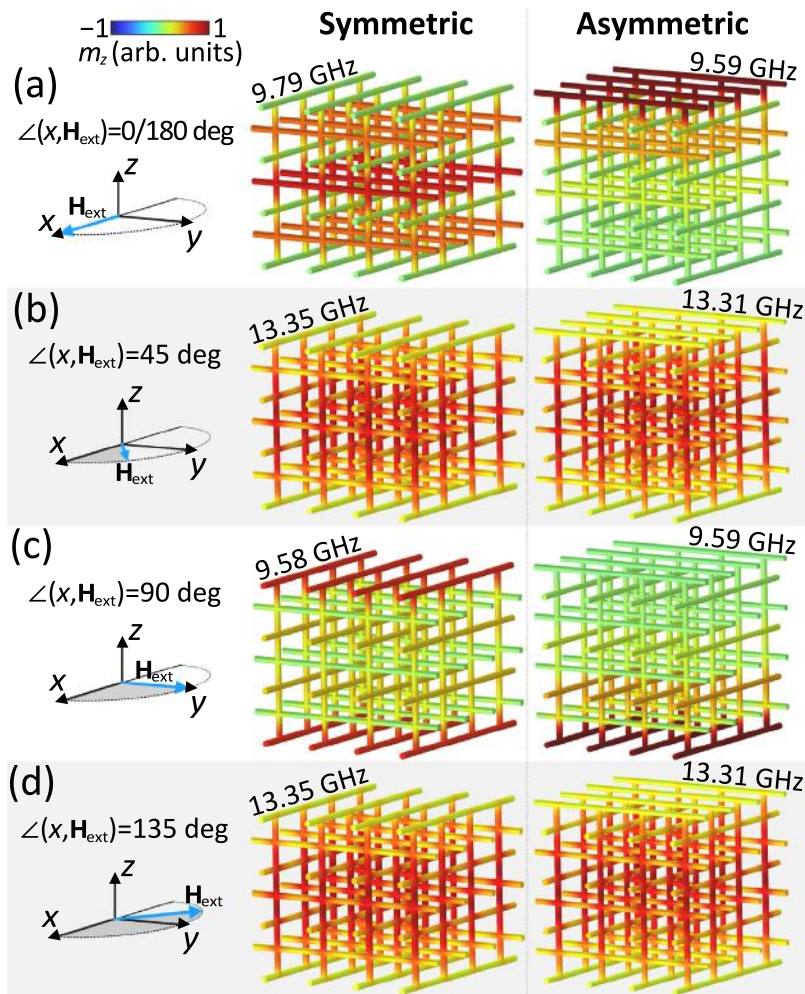 −1 1
m_z (arb. units)
Symmetric
Asymmetric
(a)
∠(x,H_ext)=0/180 deg
z
H_ext
x
y
9.79 GHz
9.59 GHz
(b)
∠(x,H_ext)=45 deg
z
x
y
H_ext
13.35 GHz
13.31 GHz
(c)
∠(x,H_ext)=90 deg
z
H_ext
x
y
9.58 GHz
9.59 GHz
(d)
∠(x,H_ext)=135 deg
z
H_ext
x
y
13.35 GHz
13.31 GHz